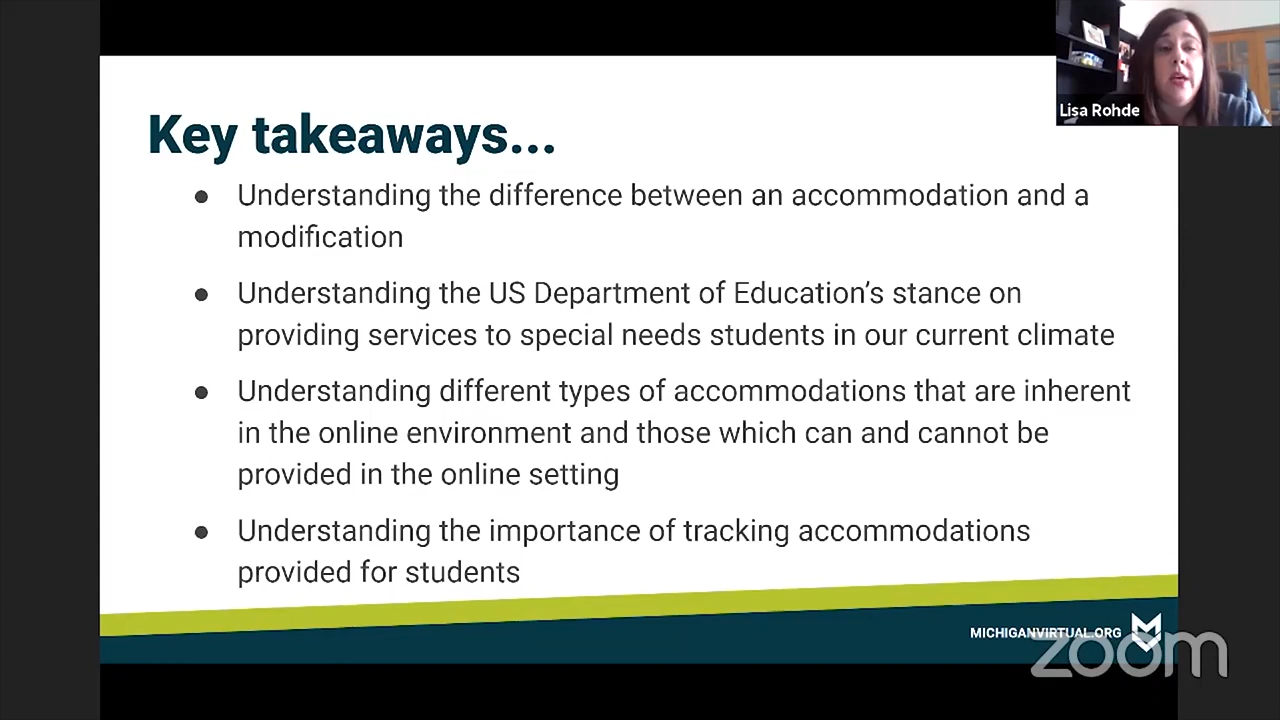 Lisa Rohde
Key takeaways...
● Understanding the difference between an accommodation and a
modification
● Understanding the US Department of Education’s stance on
providing services to special needs students in our current climate
● Understanding different types of accommodations that are inherent
in the online environment and those which can and cannot be
provided in the online setting
● Understanding the importance of tracking accommodations
provided for students
MICHIGANVIRTUAL.ORG
zoom